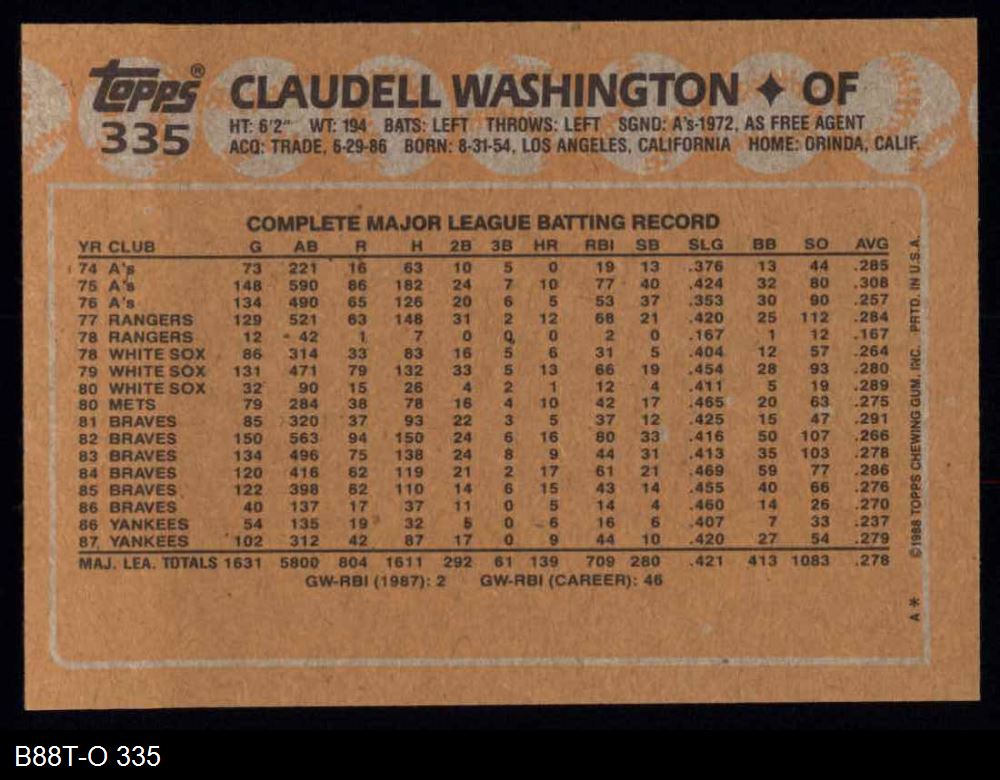 topps® CLAUDELL WASHINGTON ✦ OF
335 HT: 6'2" WT: 194 BATS: LEFT THROWS: LEFT SGND: A's-1972, AS FREE AGENT
ACQ: TRADE, 6-29-86 BORN: 8-31-54, LOS ANGELES, CALIFORNIA HOME: ORINDA, CALIF.
COMPLETE MAJOR LEAGUE BATTING RECORD
YR CLUB G AB R H 2B 3B HR RBI SB SLG BB SO AVG
74 A's 73 221 16 63 10 5 0 19 13 .376 13 44 .285
75 A's 148 590 86 182 24 7 10 77 40 .424 32 80 .308
76 A's 134 490 65 126 20 6 5 53 37 .353 30 90 .257
77 RANGERS 129 521 63 148 31 2 12 68 21 .420 25 112 .284
78 RANGERS 12 42 1 7 0 0 0 2 0 .167 1 12 .167
78 WHITE SOX 86 314 33 83 16 5 6 31 5 .404 12 57 .264
79 WHITE SOX 131 471 79 132 33 5 13 66 19 .454 28 93 .280
80 WHITE SOX 32 90 15 26 4 2 1 12 4 .411 5 19 .289
80 METS 79 284 38 78 16 4 10 42 17 .465 20 63 .275
81 BRAVES 85 320 37 93 22 3 5 37 12 .425 15 47 .291
82 BRAVES 150 563 94 150 24 6 16 80 33 .416 50 107 .266
83 BRAVES 134 496 75 138 24 8 9 44 31 .413 35 103 .278
84 BRAVES 120 416 62 119 21 2 17 61 21 .469 59 77 .286
85 BRAVES 122 398 62 110 14 6 15 43 14 .455 40 66 .276
86 BRAVES 40 137 17 37 11 0 5 14 4 .460 14 26 .270
86 YANKEES 54 135 19 32 5 0 6 16 6 .407 7 33 .237
87 YANKEES 102 312 42 87 17 0 9 44 10 .420 27 54 .279
MAJ. LEA. TOTALS 1631 5800 804 1611 292 61 139 709 280 .421 413 1083 .278
GW-RBI (1987): 2 GW-RBI (CAREER): 46
A * ©1988 TOPPS CHEWING GUM, INC. PRTD. IN U.S.A.
B88T-O 335